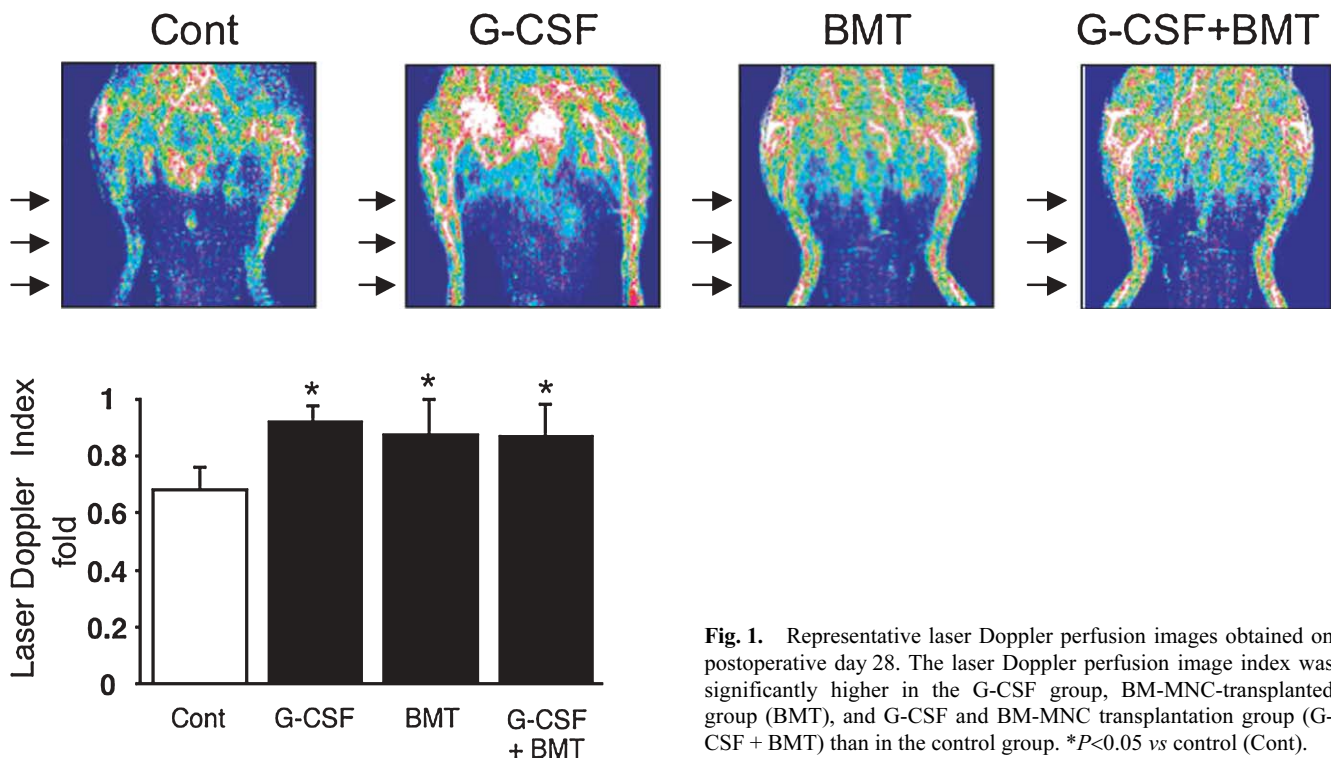 Cont G-CSF BMT G-CSF+BMT
Laser Doppler Index
fold
1
0.8
0.6
0.4
0.2
0
* * *
Cont G-CSF BMT G-CSF
+ BMT
Fig. 1. Representative laser Doppler perfusion images obtained on
postoperative day 28. The laser Doppler perfusion image index was
significantly higher in the G-CSF group, BM-MNC-transplanted
group (BMT), and G-CSF and BM-MNC transplantation group (G-
CSF + BMT) than in the control group. *P<0.05 vs control (Cont).